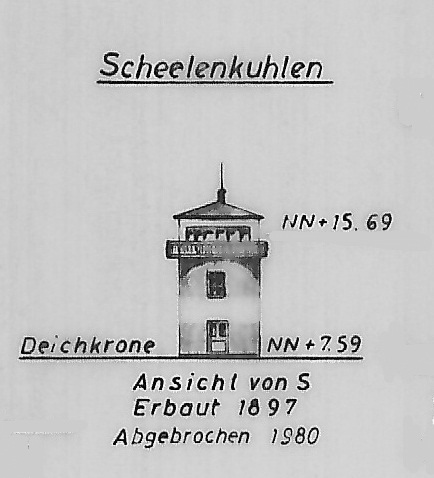 Scheelenkuhlen
NN+15.69
Deichkrone NN+7.59
Ansicht von S
Erbaut 1897
Abgebrochen 1980